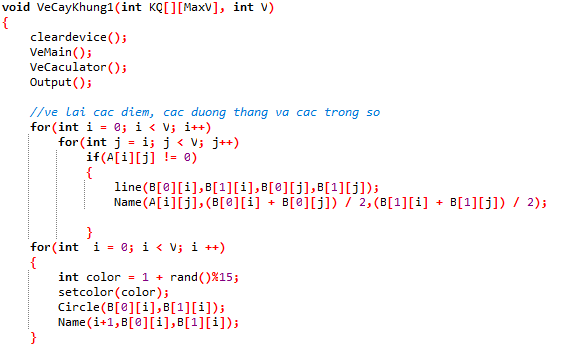 void VeCayKhung1(int KQ[][MaxV], int V)
{
    cleardevice();
    VeMain();
    VeCaculator();
    Output();

    //ve lai cac diem, cac duong thang va cac trong so
    for(int i = 0; i < V; i++)
        for(int j = i; j < V; j++)
            if(A[i][j] != 0)
            {
                line(B[0][i],B[1][i],B[0][j],B[1][j]);
                Name(A[i][j],(B[0][i] + B[0][j]) / 2,(B[1][i] + B[1][j]) / 2);

            }
    for(int  i = 0; i < V; i ++)
    {
        int color = 1 + rand()%15;
        setcolor(color);
        Circle(B[0][i],B[1][i]);
        Name(i+1,B[0][i],B[1][i]);
    }